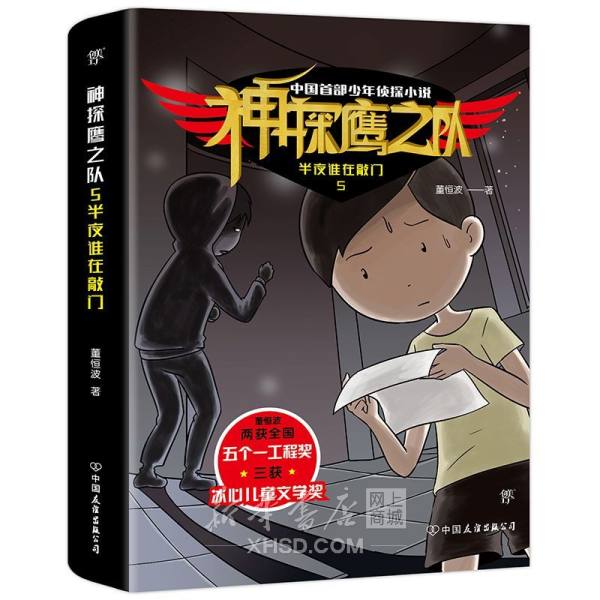 神探鹰之队5半夜谁在敲门
董恒波 著
中国友谊出版公司
中国首部少年侦探小说
神探鹰之队
半夜谁在敲门
5
董恒波 — 著
董恒波
两获全国
五个一工程奖
三获
冰心儿童文学奖
中国友谊出版公司
新华书店
网上
商城
XHSD.COM